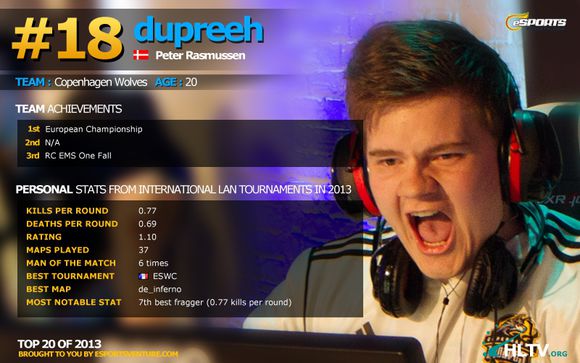 #18 dupreeh
Peter Rasmussen
eSPORTS
TEAM : Copenhagen Wolves AGE : 20
TEAM ACHIEVEMENTS
1st European Championship
2nd N/A
3rd RC EMS One Fall
PERSONAL STATS FROM INTERNATIONAL LAN TOURNAMENTS IN 2013
KILLS PER ROUND 0.77
DEATHS PER ROUND 0.69
RATING 1.10
MAPS PLAYED 37
MAN OF THE MATCH 6 times
BEST TOURNAMENT ESWC
BEST MAP de_inferno
MOST NOTABLE STAT 7th best fragger (0.77 kills per round)
TOP 20 OF 2013
BROUGHT TO YOU BY ESPORTSVENTURE.COM
HLTV.ORG